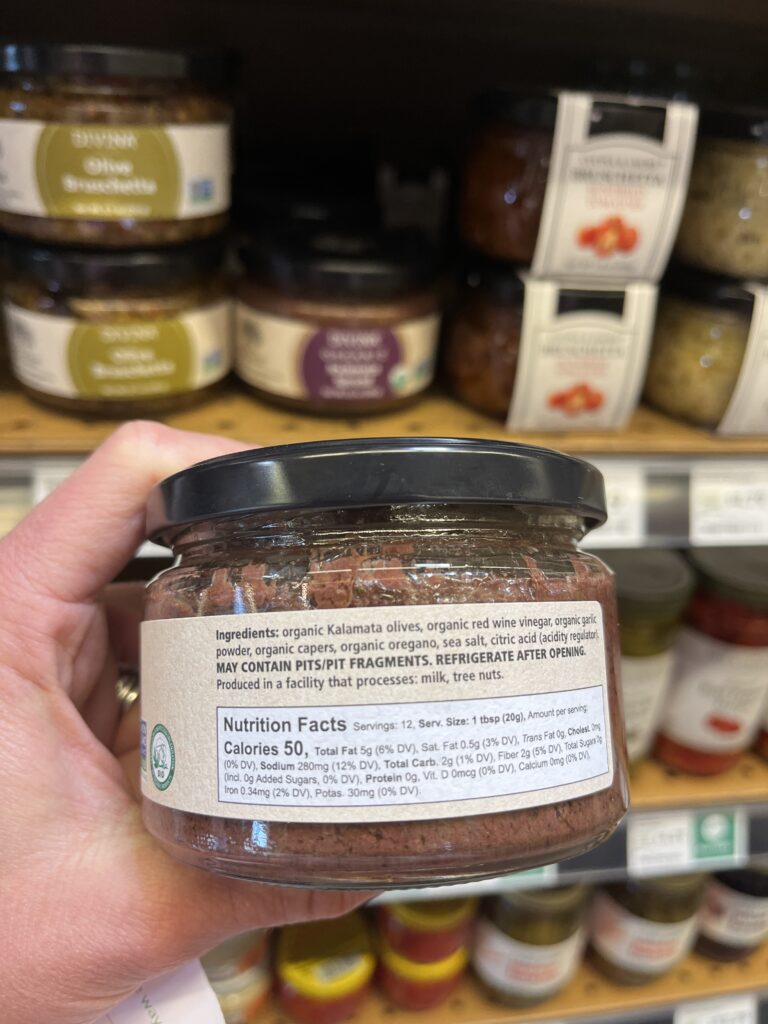 DIVINA
Olive
Bruschetta
DIVINA
Olive
Bruschetta
DIVINA
BRUSCHETTA
Ingredients: organic Kalamata olives, organic red wine vinegar, organic garlic
powder, organic capers, organic oregano, sea salt, citric acid (acidity regulator).
MAY CONTAIN PITS/PIT FRAGMENTS. REFRIGERATE AFTER OPENING.
Produced in a facility that processes: milk, tree nuts.
Nutrition Facts Servings: 12, Serv. Size: 1 tbsp (20g), Amount per serving:
Calories 50, Total Fat 5g (6% DV), Sat. Fat 0.5g (3% DV), Trans Fat 0g, Cholest. 0mg
(0% DV), Sodium 280mg (12% DV), Total Carb. 2g (1% DV), Fiber 2g (5% DV), Total Sugars 0g
(Incl. 0g Added Sugars, 0% DV), Protein 0g, Vit. D 0mcg (0% DV), Calcium 0mg (0% DV),
Iron 0.34mg (2% DV), Potas. 30mg (0% DV).
BIO